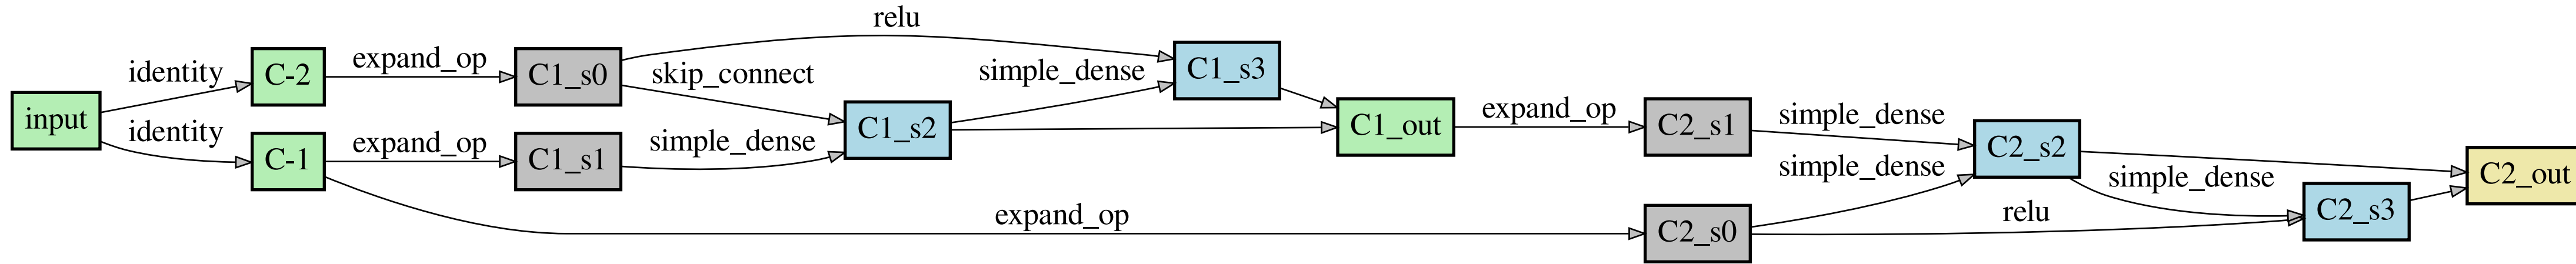 relu
identity
C-2
expand_op
C1_s0
skip_connect
simple_dense
C1_s3
input
identity
C-1
expand_op
C1_s1
simple_dense
C1_s2
C1_out
expand_op
C2_s1
simple_dense
simple_dense
C2_s2
simple_dense
C2_out
expand_op
C2_s0
relu
C2_s3